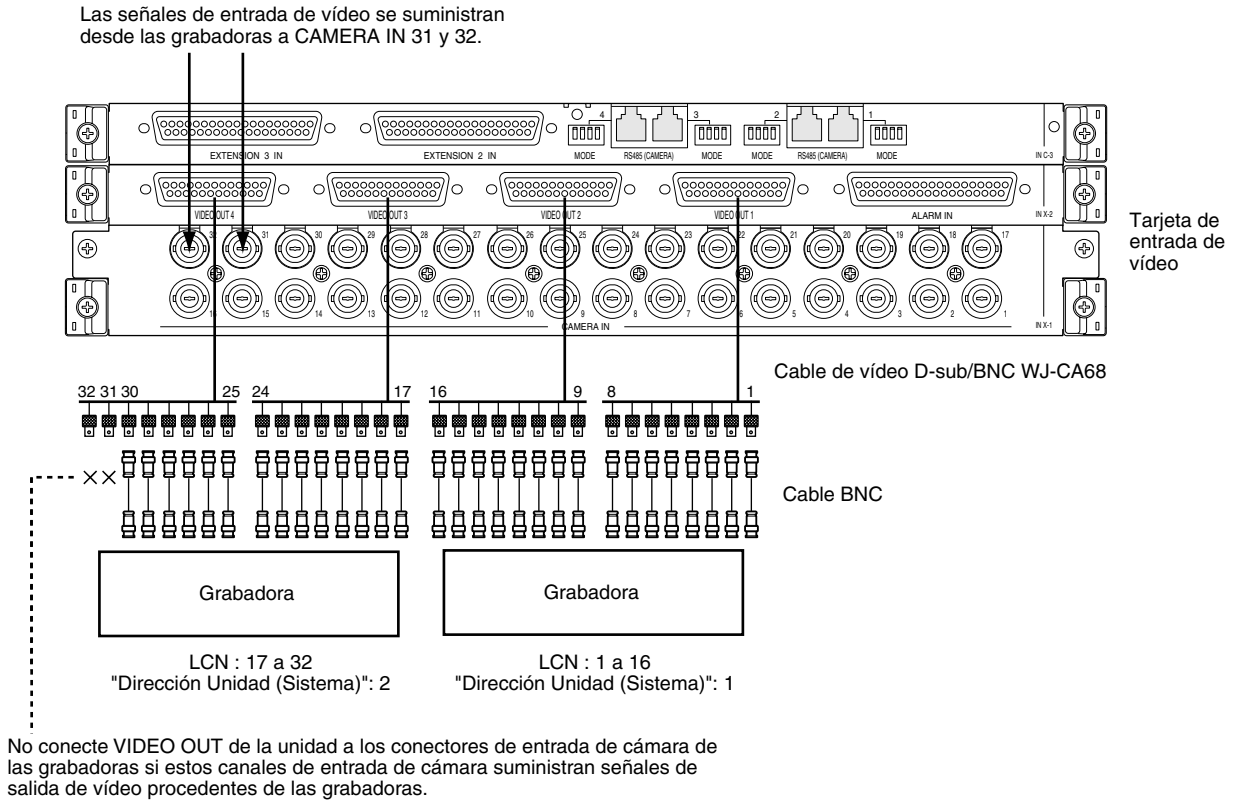 Las señales de entrada de vídeo se suministran
desde las grabadoras a CAMERA IN 31 y 32.
4 3 2 1
EXTENSION 3 IN EXTENSION 2 IN MODE RS485 (CAMERA) MODE MODE RS485 (CAMERA) MODE IN C-3
VIDEO OUT 4 VIDEO OUT 3 VIDEO OUT 2 VIDEO OUT 1 ALARM IN IN X-2
Tarjeta de
entrada de
vídeo
32 31 30 29 28 27 26 25 24 23 22 21 20 19 18 17
16 15 14 13 12 11 10 9 8 7 6 5 4 3 2 1
CAMERA IN IN X-1
Cable de vídeo D-sub/BNC WJ-CA68
32 31 30 25 24 17 16 9 8 1
Cable BNC
Grabadora Grabadora
LCN : 17 a 32 LCN : 1 a 16
"Dirección Unidad (Sistema)": 2 "Dirección Unidad (Sistema)": 1
No conecte VIDEO OUT de la unidad a los conectores de entrada de cámara de
las grabadoras si estos canales de entrada de cámara suministran señales de
salida de vídeo procedentes de las grabadoras.